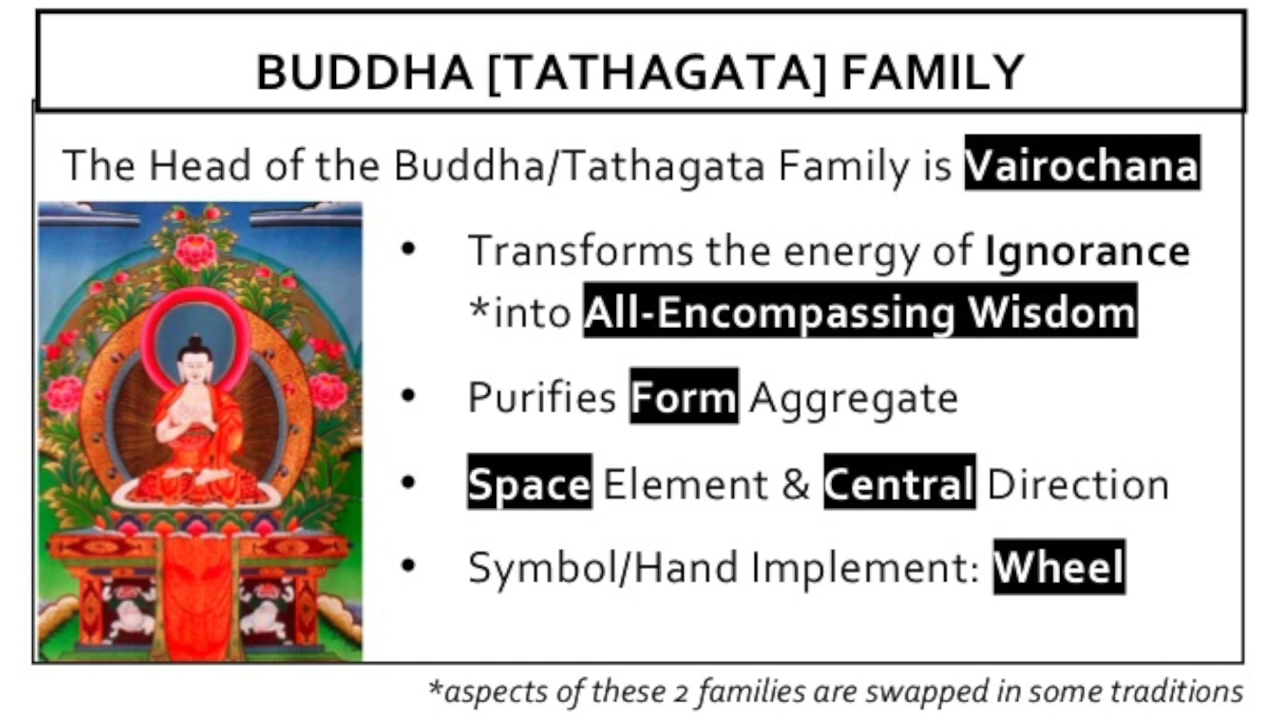 BUDDHA [TATHAGATA] FAMILY
The Head of the Buddha/Tathagata Family is Vairochana
• Transforms the energy of Ignorance
*into All-Encompassing Wisdom
• Purifies Form Aggregate
• Space Element & Central Direction
• Symbol/Hand Implement: Wheel
*aspects of these 2 families are swapped in some traditions